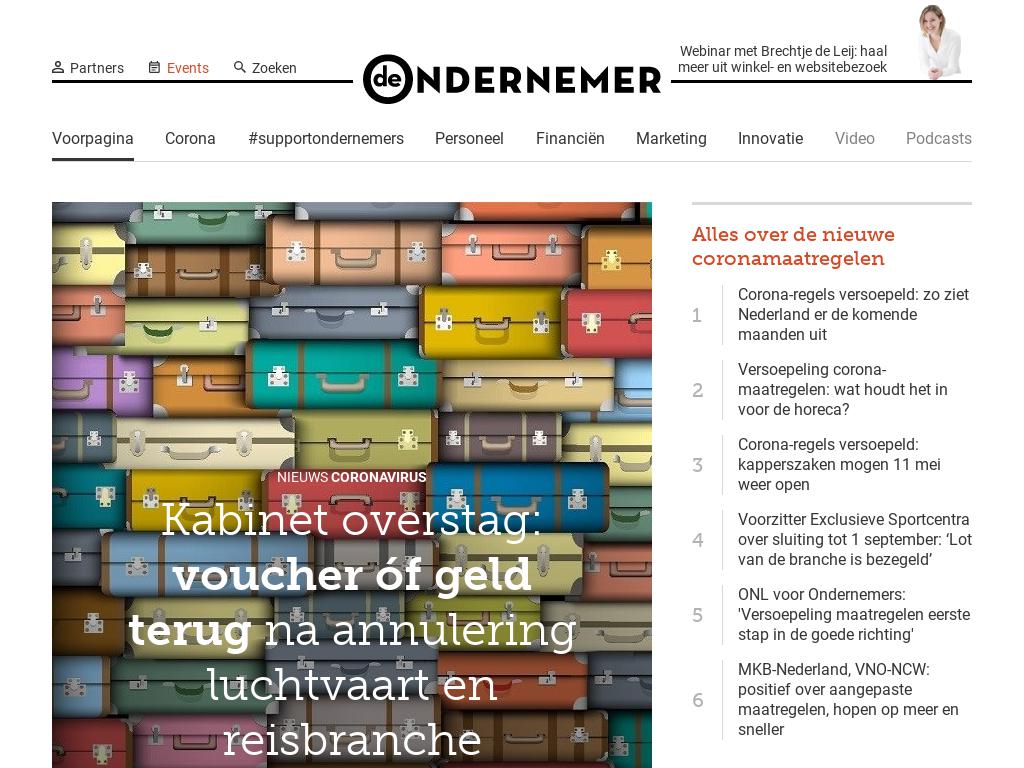 Partners
Events
Zoeken
deONDERNEMER
Webinar met Brechtje de Leij: haal
meer uit winkel- en websitebezoek
Voorpagina
Corona
#supportondernemers
Personeel
Financiën
Marketing
Innovatie
Video
Podcasts
NIEUWS CORONAVIRUS
Kabinet overstag:
voucher óf geld
terug na annulering
luchtvaart en
reisbranche
Alles over de nieuwe
coronamaatregelen
1
Corona-regels versoepeld: zo ziet
Nederland er de komende
maanden uit
2
Versoepeling corona-
maatregelen: wat houdt het in
voor de horeca?
3
Corona-regels versoepeld:
kapperszaken mogen 11 mei
weer open
4
Voorzitter Exclusieve Sportcentra
over sluiting tot 1 september: ‘Lot
van de branche is bezegeld’
5
ONL voor Ondernemers:
'Versoepeling maatregelen eerste
stap in de goede richting'
6
MKB-Nederland, VNO-NCW:
positief over aangepaste
maatregelen, hopen op meer en
sneller